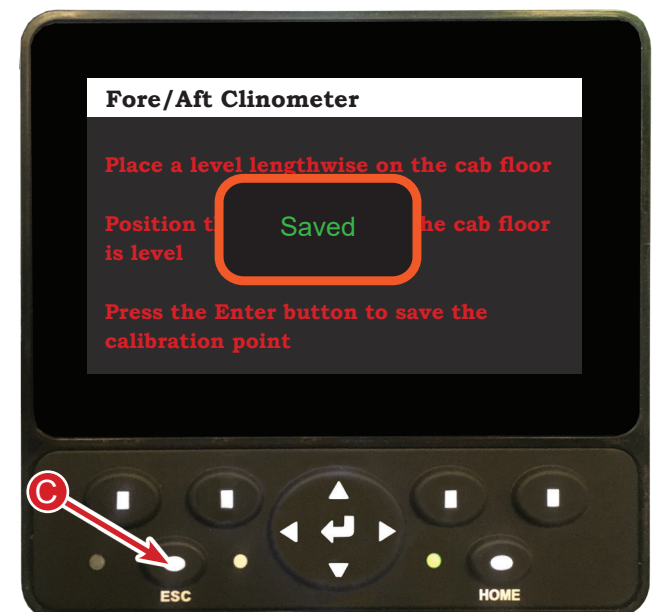 Fore/Aft Clinometer
Place a level lengthwise on the cab floor
Position cab floor
Saved
is level
Press the Enter button to save the
calibration point
C
ESC
HOME